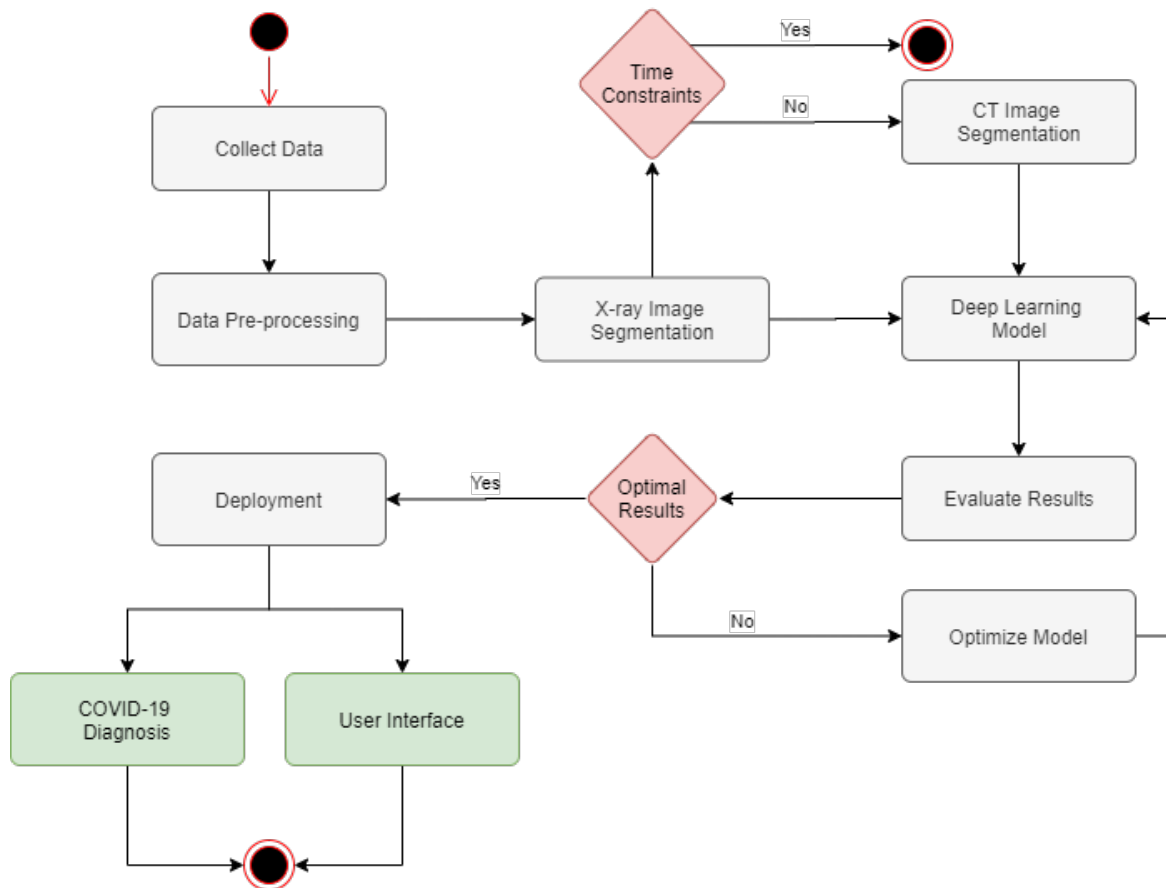 Yes
Time
Constraints
No
CT Image
Segmentation
Collect Data
Data Pre-processing
X-ray Image
Segmentation
Deep Learning
Model
Deployment
Yes
Optimal
Results
Evaluate Results
No
Optimize Model
COVID-19
Diagnosis
User Interface